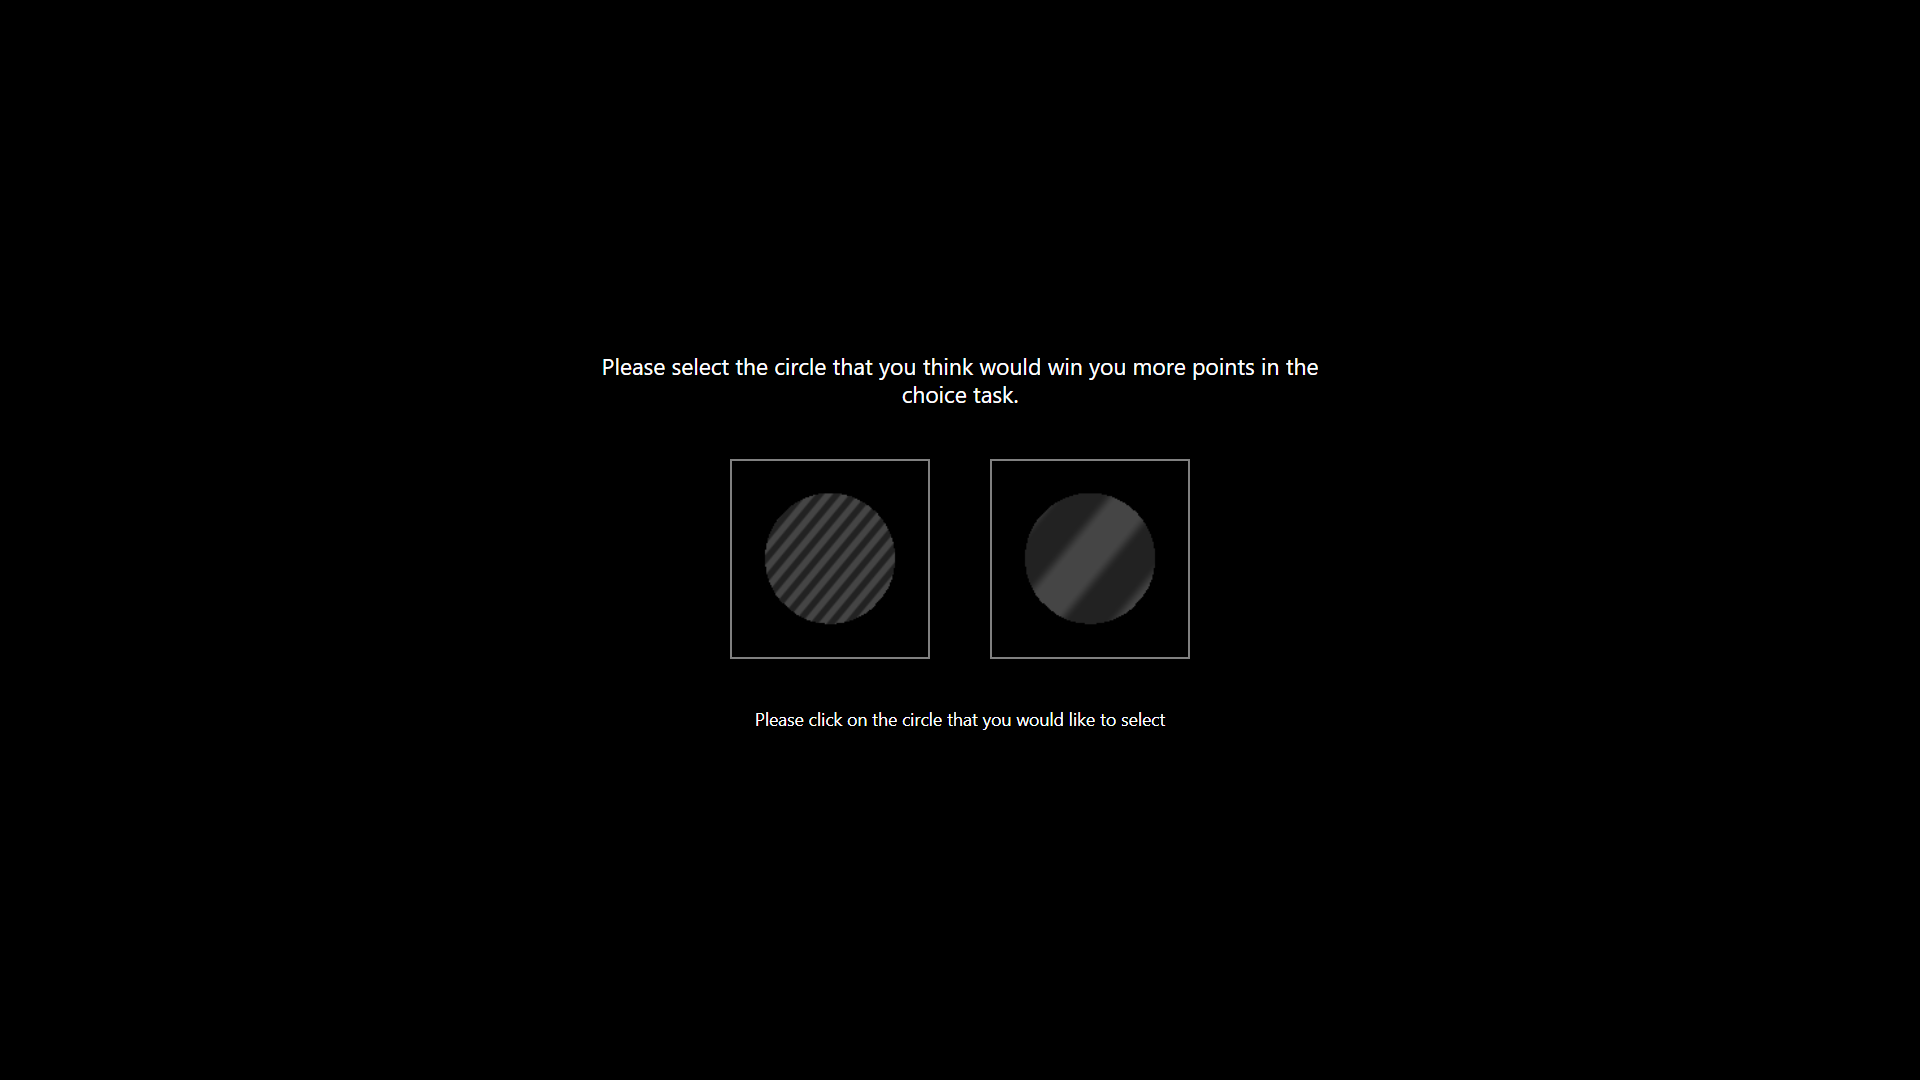 Please select the circle that you think would win you more points in the
choice task.
Please click on the circle that you would like to select